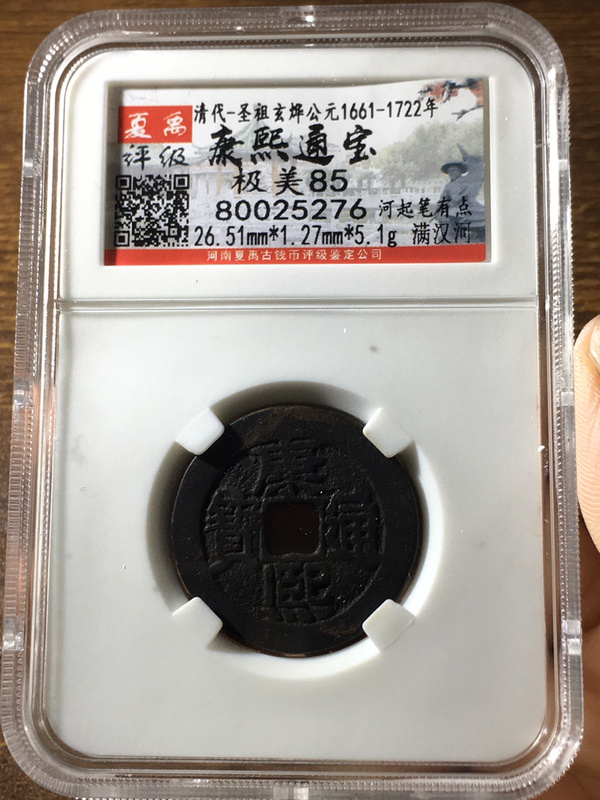 夏禹
评级
清代-圣祖玄烨公元1661-1722年
康熙通宝
极美85
80025276 河起笔有点
26.51mm*1.27mm*5.1g 满汉河
河南夏禹古钱币评级鉴定公司
康熙通寶